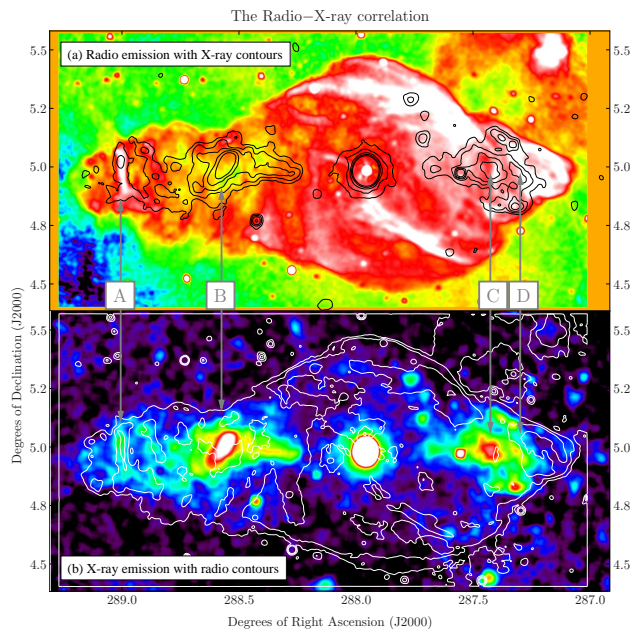 The Radio−X-ray correlation
(a) Radio emission with X-ray contours
5.5
5.5
5.2
5.2
5.0
5.0
4.8
4.8
4.5
4.5
A
B
C
D
Degrees of Declination (J2000)
5.5
5.5
5.2
5.2
5.0
5.0
4.8
4.8
4.5
4.5
(b) X-ray emission with radio contours
289.0
288.5
288.0
287.5
287.0
Degrees of Right Ascension (J2000)